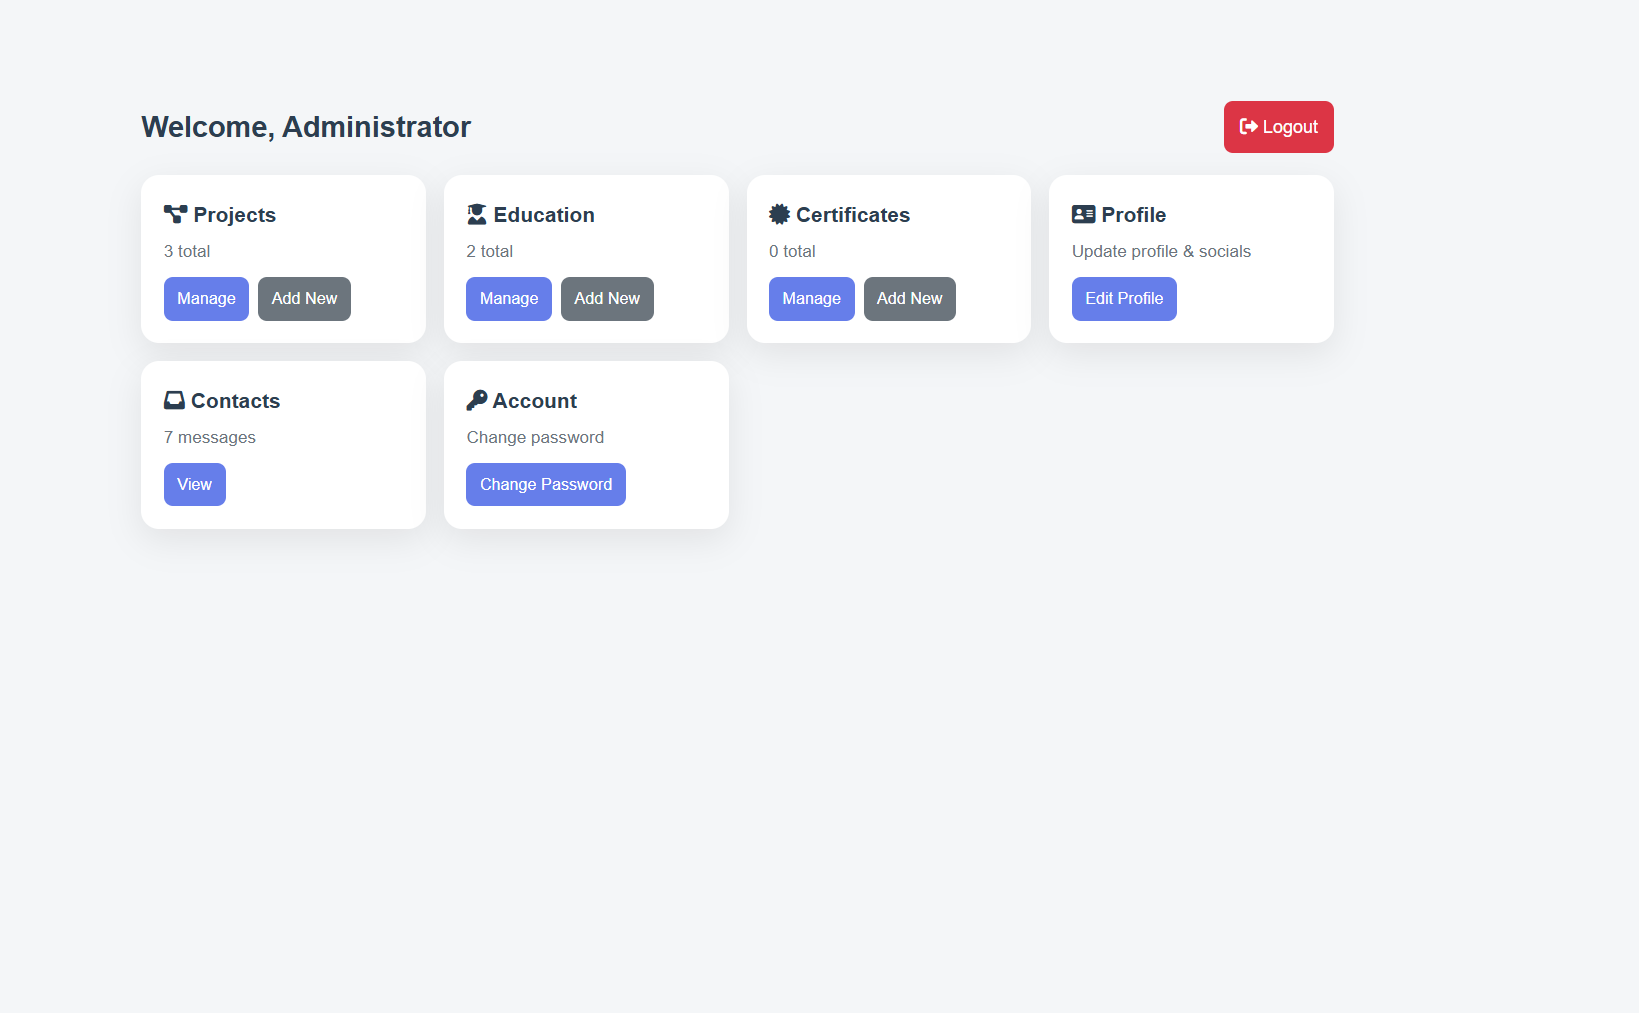 Welcome, Administrator
Logout
Projects
3 total
Manage
Add New
Education
2 total
Manage
Add New
Certificates
0 total
Manage
Add New
Profile
Update profile & socials
Edit Profile
Contacts
7 messages
View
Account
Change password
Change Password